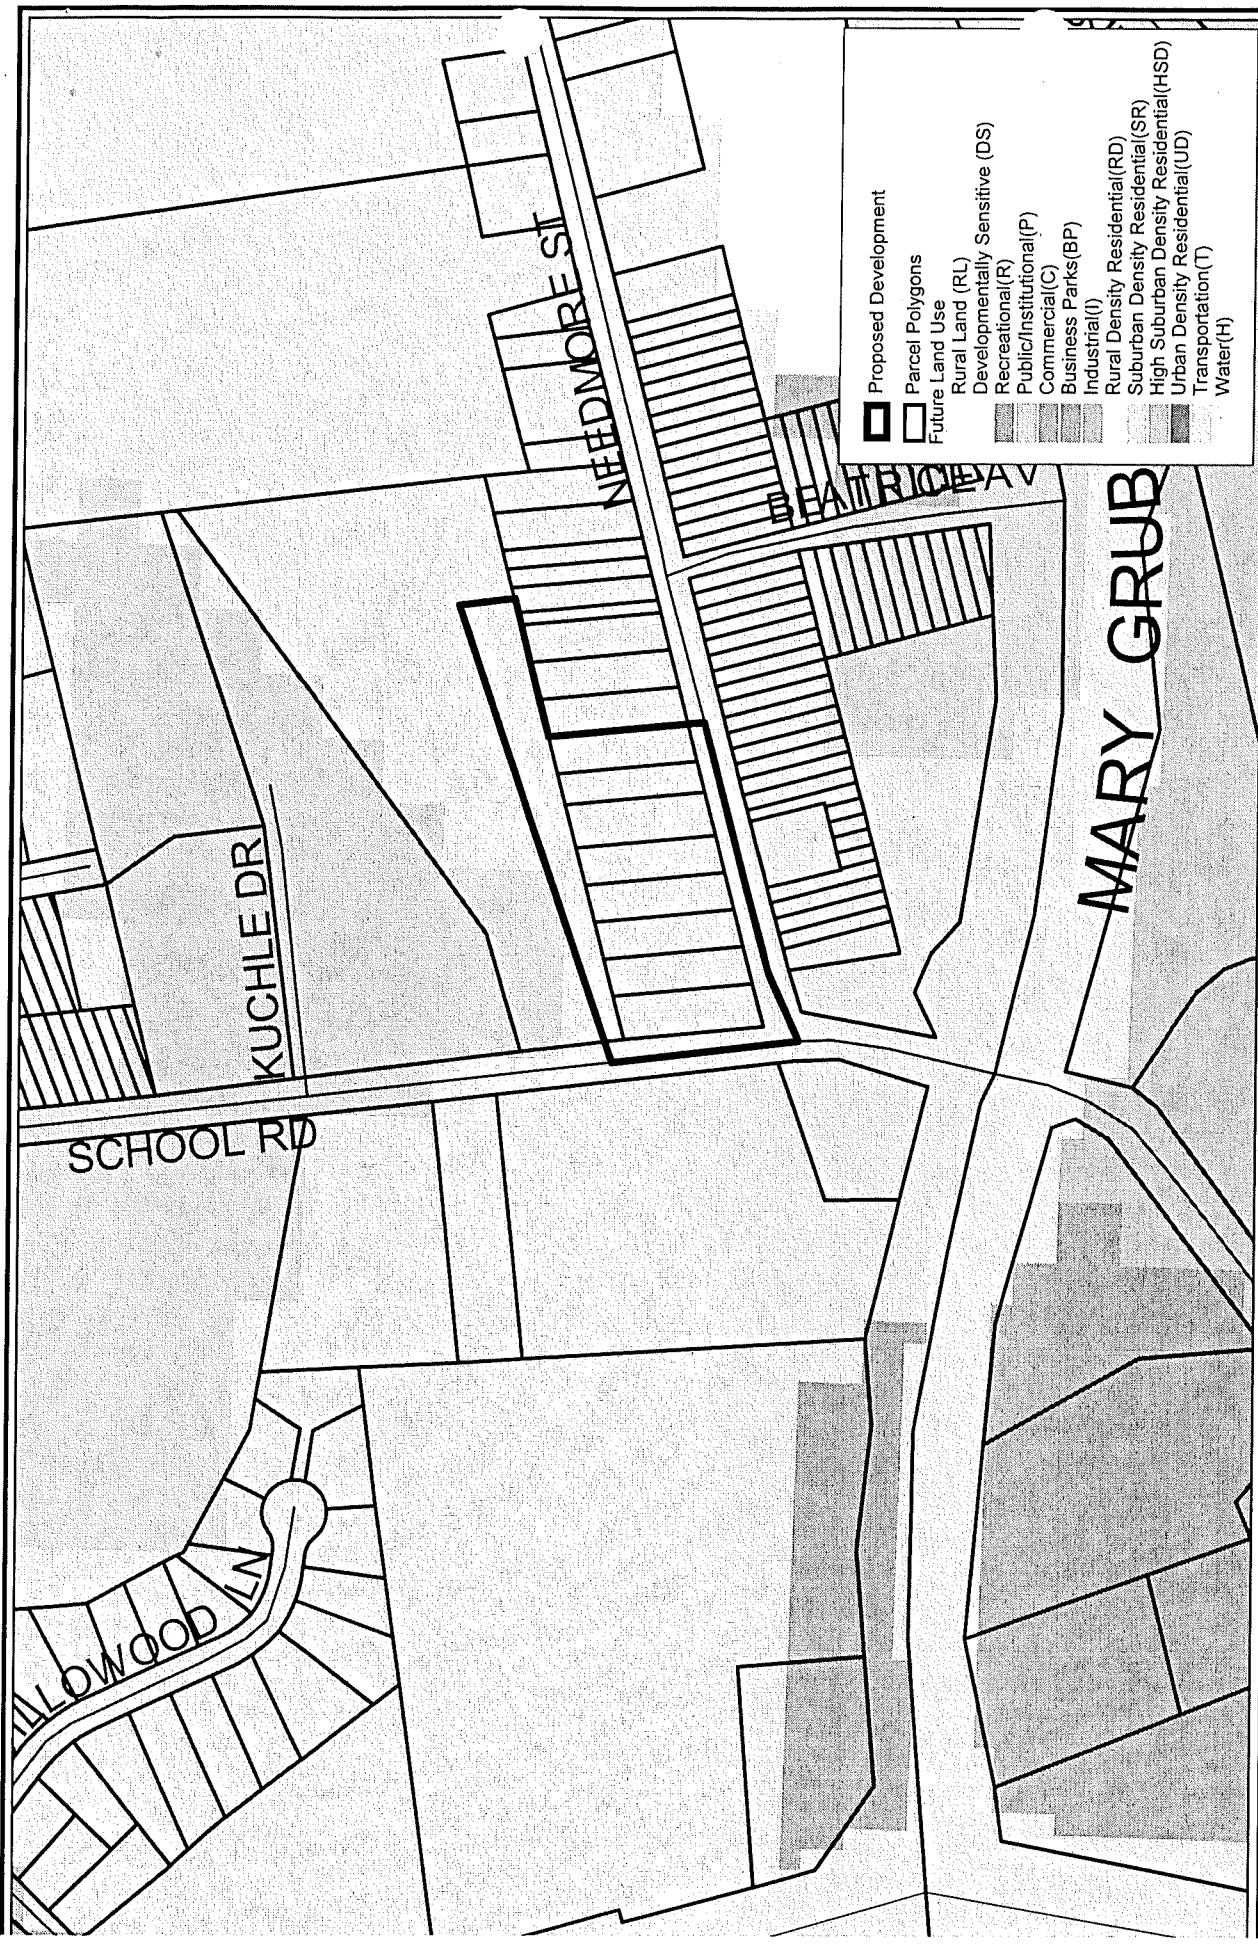 NEEDMORE ST
BEATRICE AV
MARY GRUB
KUCHLE DR
SCHOOL RD
LN
Proposed Development
Parcel Polygons
Future Land Use
Rural Land (RL)
Developmentally Sensitive (DS)
Recreational(R)
Public/Institutional(P)
Commercial(C)
Business Parks(BP)
Industrial(I)
Rural Density Residential(RD)
Suburban Density Residential(SR)
High Suburban Density Residential(HSD)
Urban Density Residential(UD)
Transportation(T)
Water(H)